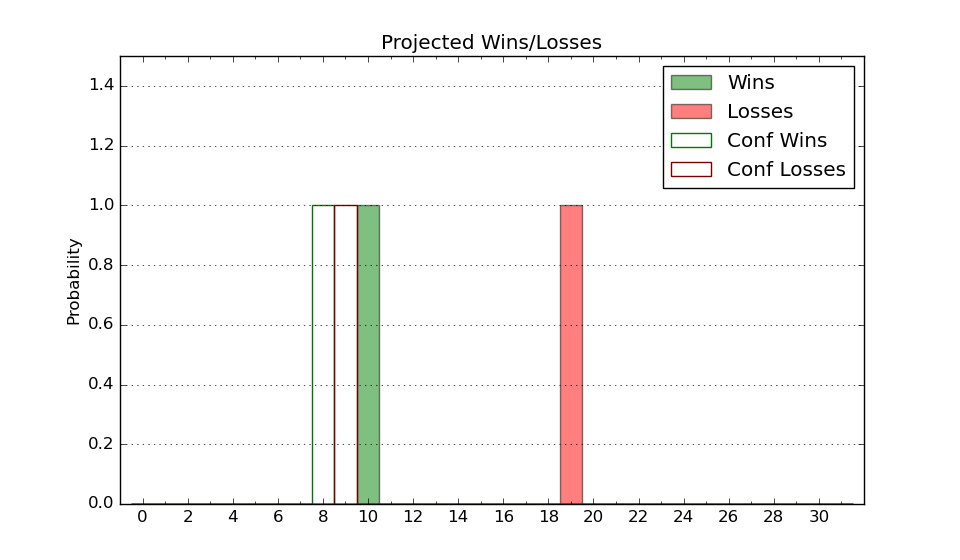 Projected Wins/Losses
Wins
Losses
Conf Wins
Conf Losses
Probability
1.4
1.2
1.0
0.8
0.6
0.4
0.2
0.0
0 2 4 6 8 10 12 14 16 18 20 22 24 26 28 30